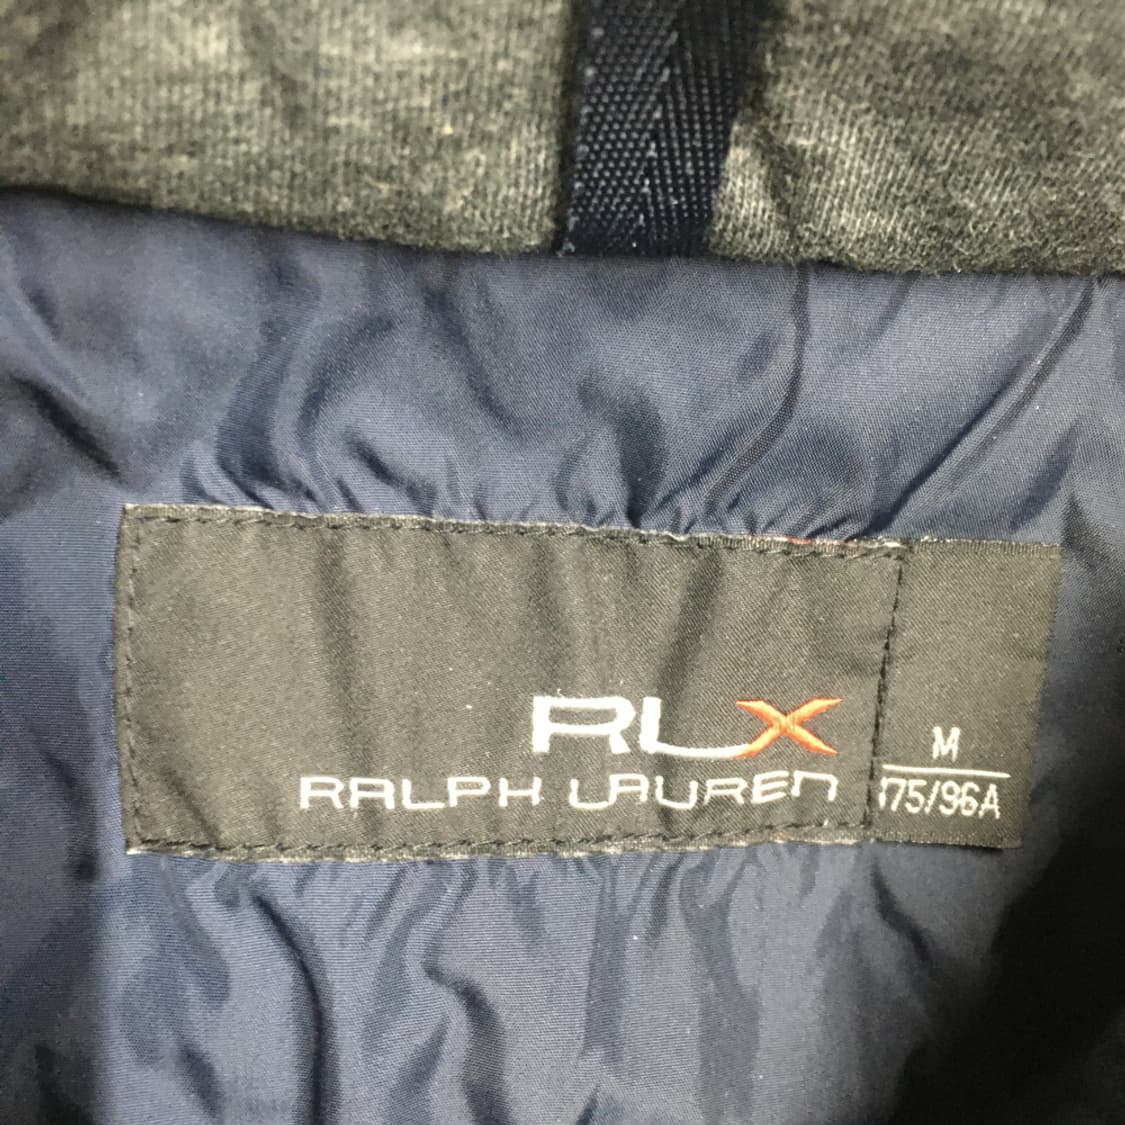 RLX
RALPH LAUREN
M
175/96A